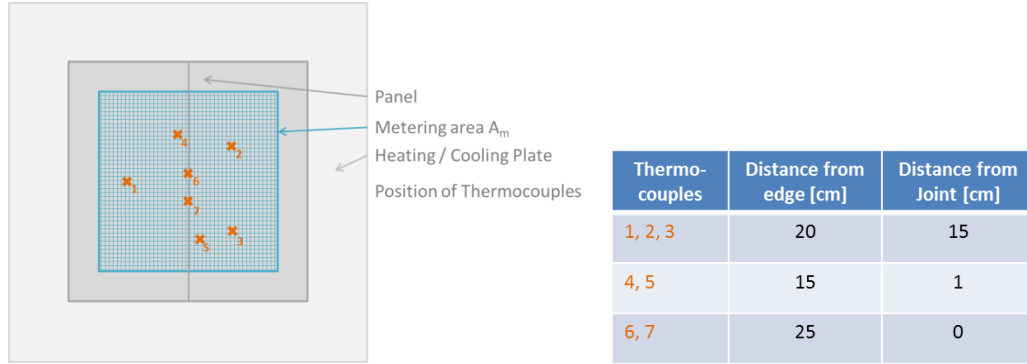 4
2
6
1
7
5
3
Panel
Metering area Aₘ
Heating / Cooling Plate
Position of Thermocouples
Thermo-
couples
Distance from
edge [cm]
Distance from
Joint [cm]
1, 2, 3
20
15
4, 5
15
1
6, 7
25
0